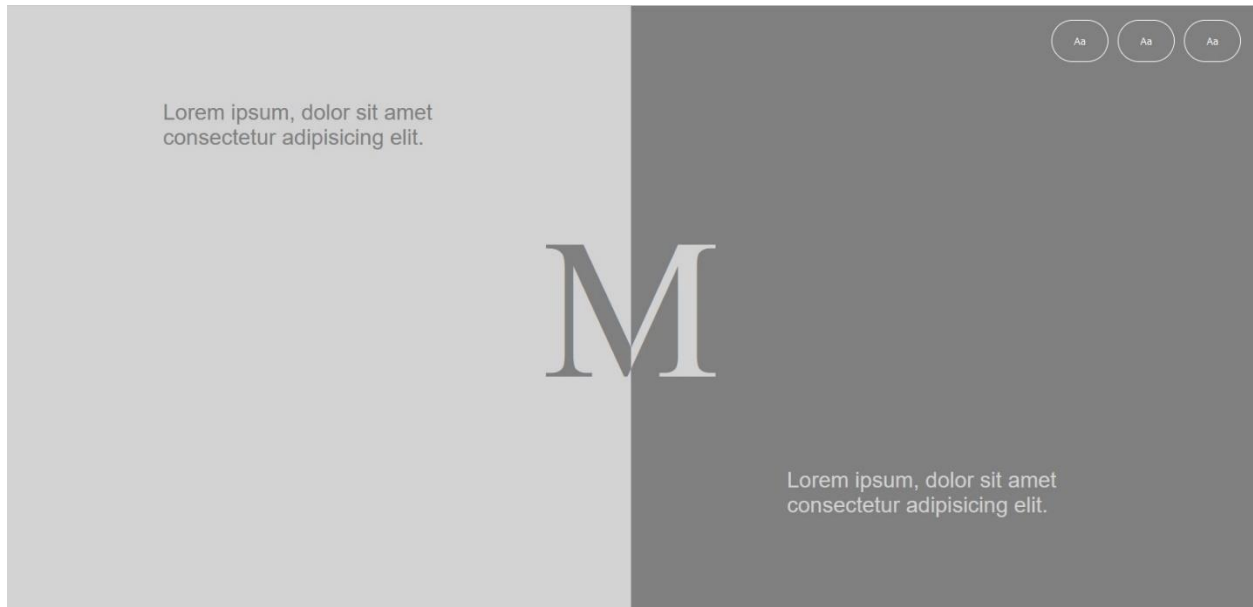 Aa Aa Aa
Lorem ipsum, dolor sit amet
consectetur adipisicing elit.
M
Lorem ipsum, dolor sit amet
consectetur adipisicing elit.